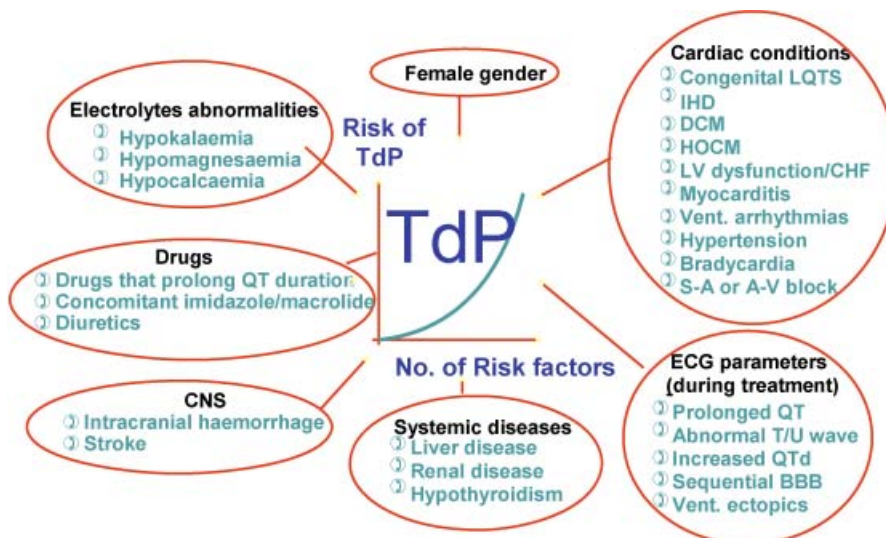 Female gender
Electrolytes abnormalities
Hypokalaemia
Hypomagnesaemia
Hypocalcaemia
Risk of
TdP
TdP
Cardiac conditions
Congenital LQTS
IHD
DCM
HOCM
LV dysfunction/CHF
Myocarditis
Vent. arrhythmias
Hypertension
Bradycardia
S-A or A-V block
Drugs
Drugs that prolong QT duration
Concomitant imidazole/macrolide
Diuretics
No. of Risk factors
CNS
Intracranial haemorrhage
Stroke
Systemic diseases
Liver disease
Renal disease
Hypothyroidism
ECG parameters
(during treatment)
Prolonged QT
Abnormal T/U wave
Increased QTd
Sequential BBB
Vent. ectopics